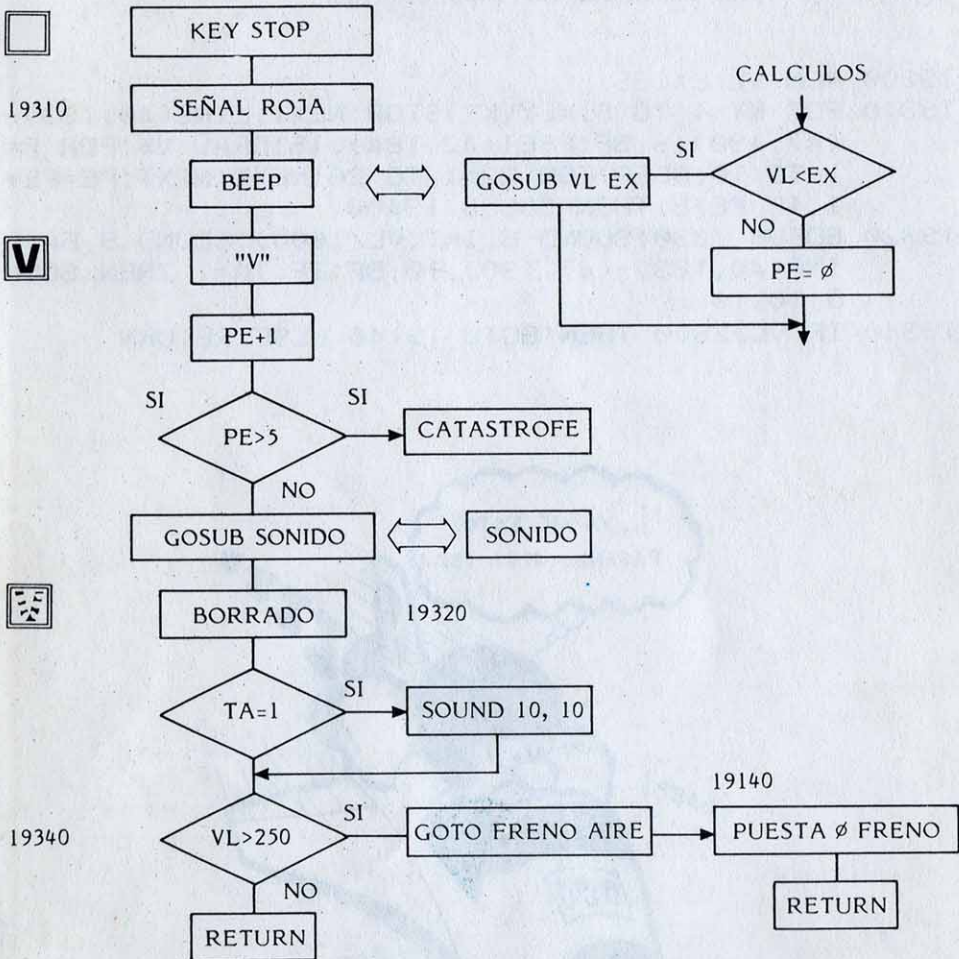 KEY STOP
19310
SEÑAL ROJA
BEEP
GOSUB VL EX
SI
CALCULOS
VL<EX
NO
PE=ø
V
"V"
PE+1
SI
PE>5
SI
CATASTROFE
NO
GOSUB SONIDO
SONIDO
BORRADO
19320
TA=1
SI
SOUND 10, 10
19340
VL>250
SI
GOTO FRENO AIRE
19140
PUESTA ø FRENO
RETURN
NO
RETURN